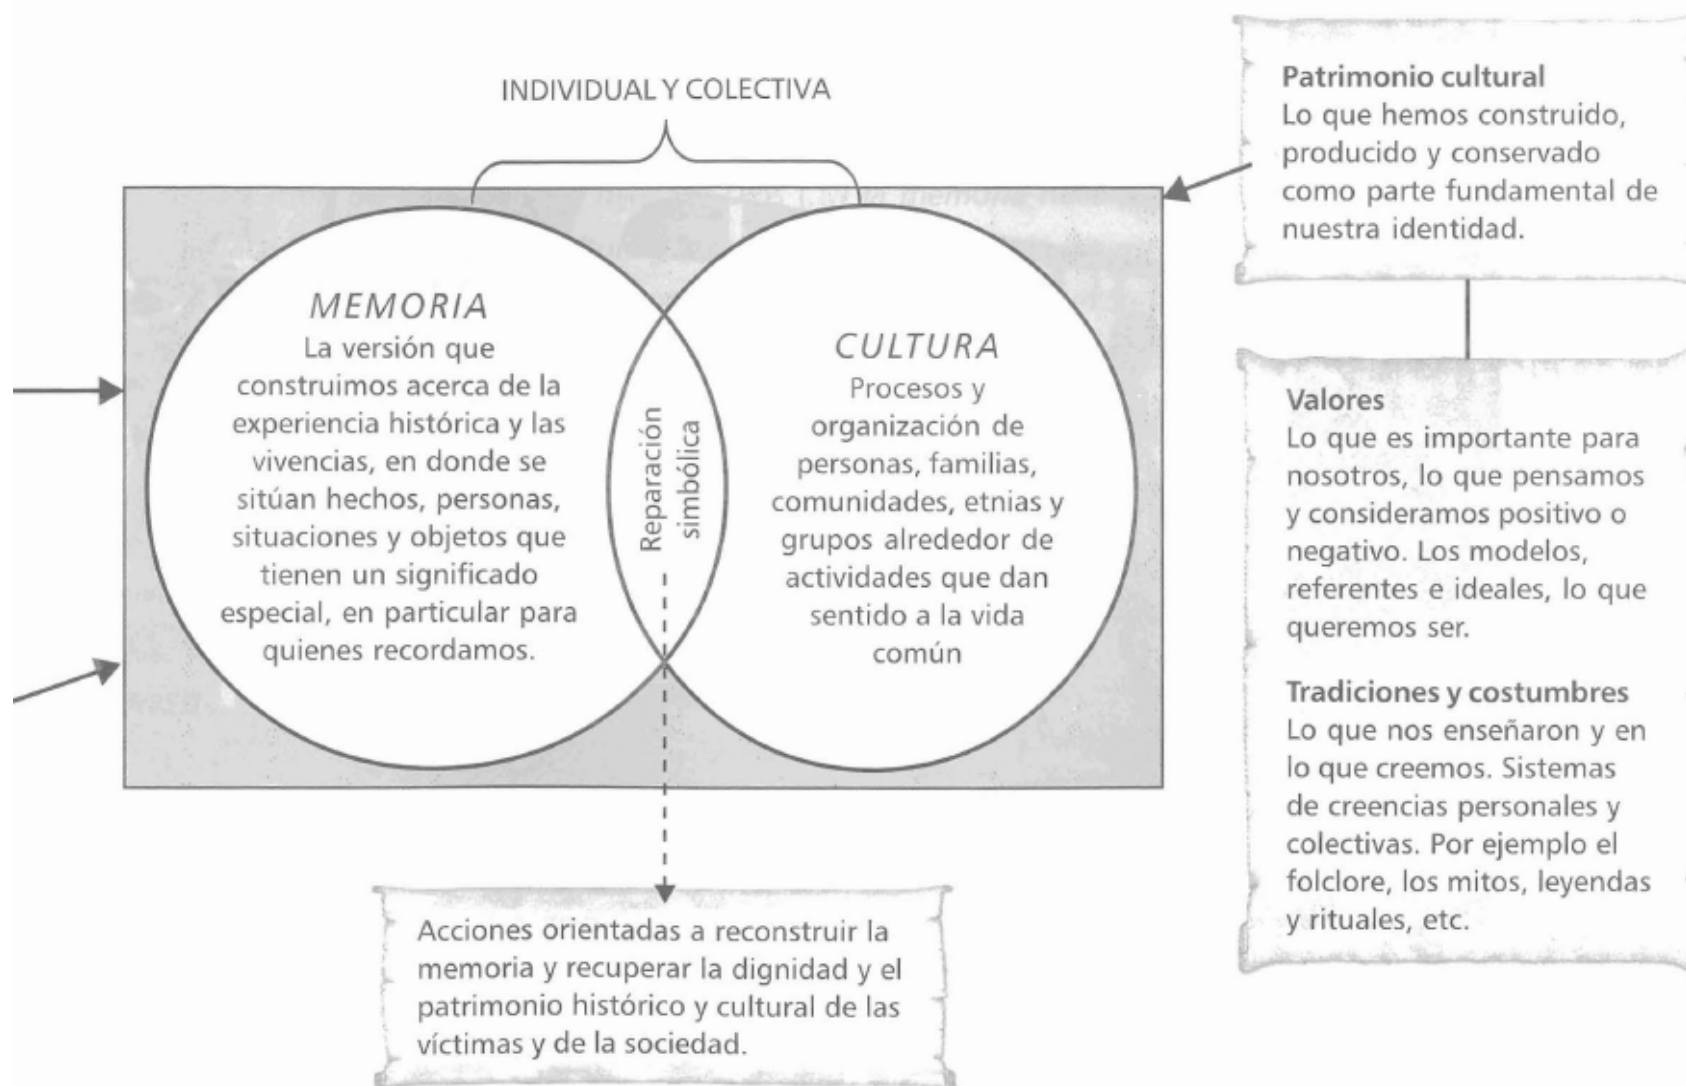 INDIVIDUAL Y COLECTIVA
MEMORIA
La versión que
construimos acerca de la
experiencia histórica y las
vivencias, en donde se
sitúan hechos, personas,
situaciones y objetos que
tienen un significado
especial, en particular para
quienes recordamos.
Reparación
simbólica
CULTURA
Procesos y
organización de
personas, familias,
comunidades, etnias y
grupos alrededor de
actividades que dan
sentido a la vida
común
Acciones orientadas a reconstruir la
memoria y recuperar la dignidad y el
patrimonio histórico y cultural de las
víctimas y de la sociedad.
Patrimonio cultural
Lo que hemos construido,
producido y conservado
como parte fundamental de
nuestra identidad.
Valores
Lo que es importante para
nosotros, lo que pensamos
y consideramos positivo o
negativo. Los modelos,
referentes e ideales, lo que
queremos ser.
Tradiciones y costumbres
Lo que nos enseñaron y en
lo que creemos. Sistemas
de creencias personales y
colectivas. Por ejemplo el
folclore, los mitos, leyendas
y rituales, etc.